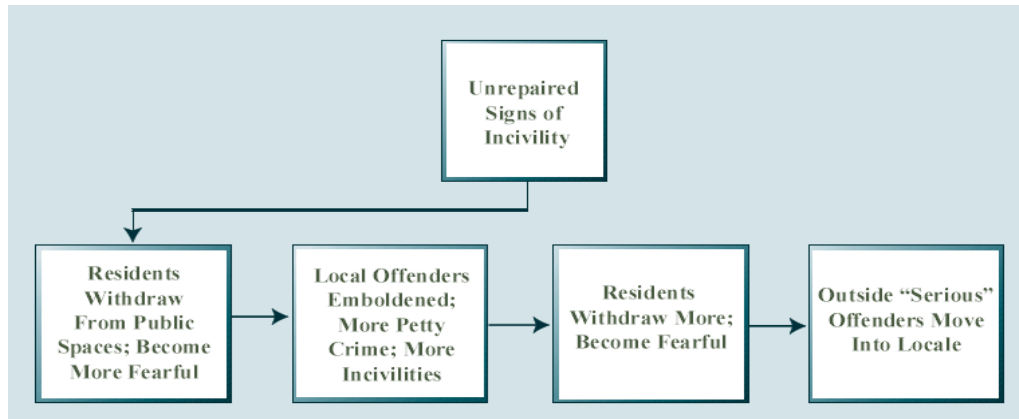 Unrepaired
Signs of
Incivility
Residents
Withdraw
From Public
Spaces; Become
More Fearful
Local Offenders
Emboldened;
More Petty
Crime; More
Incivilities
Residents
Withdraw More;
Become Fearful
Outside “Serious”
Offenders Move
Into Locale